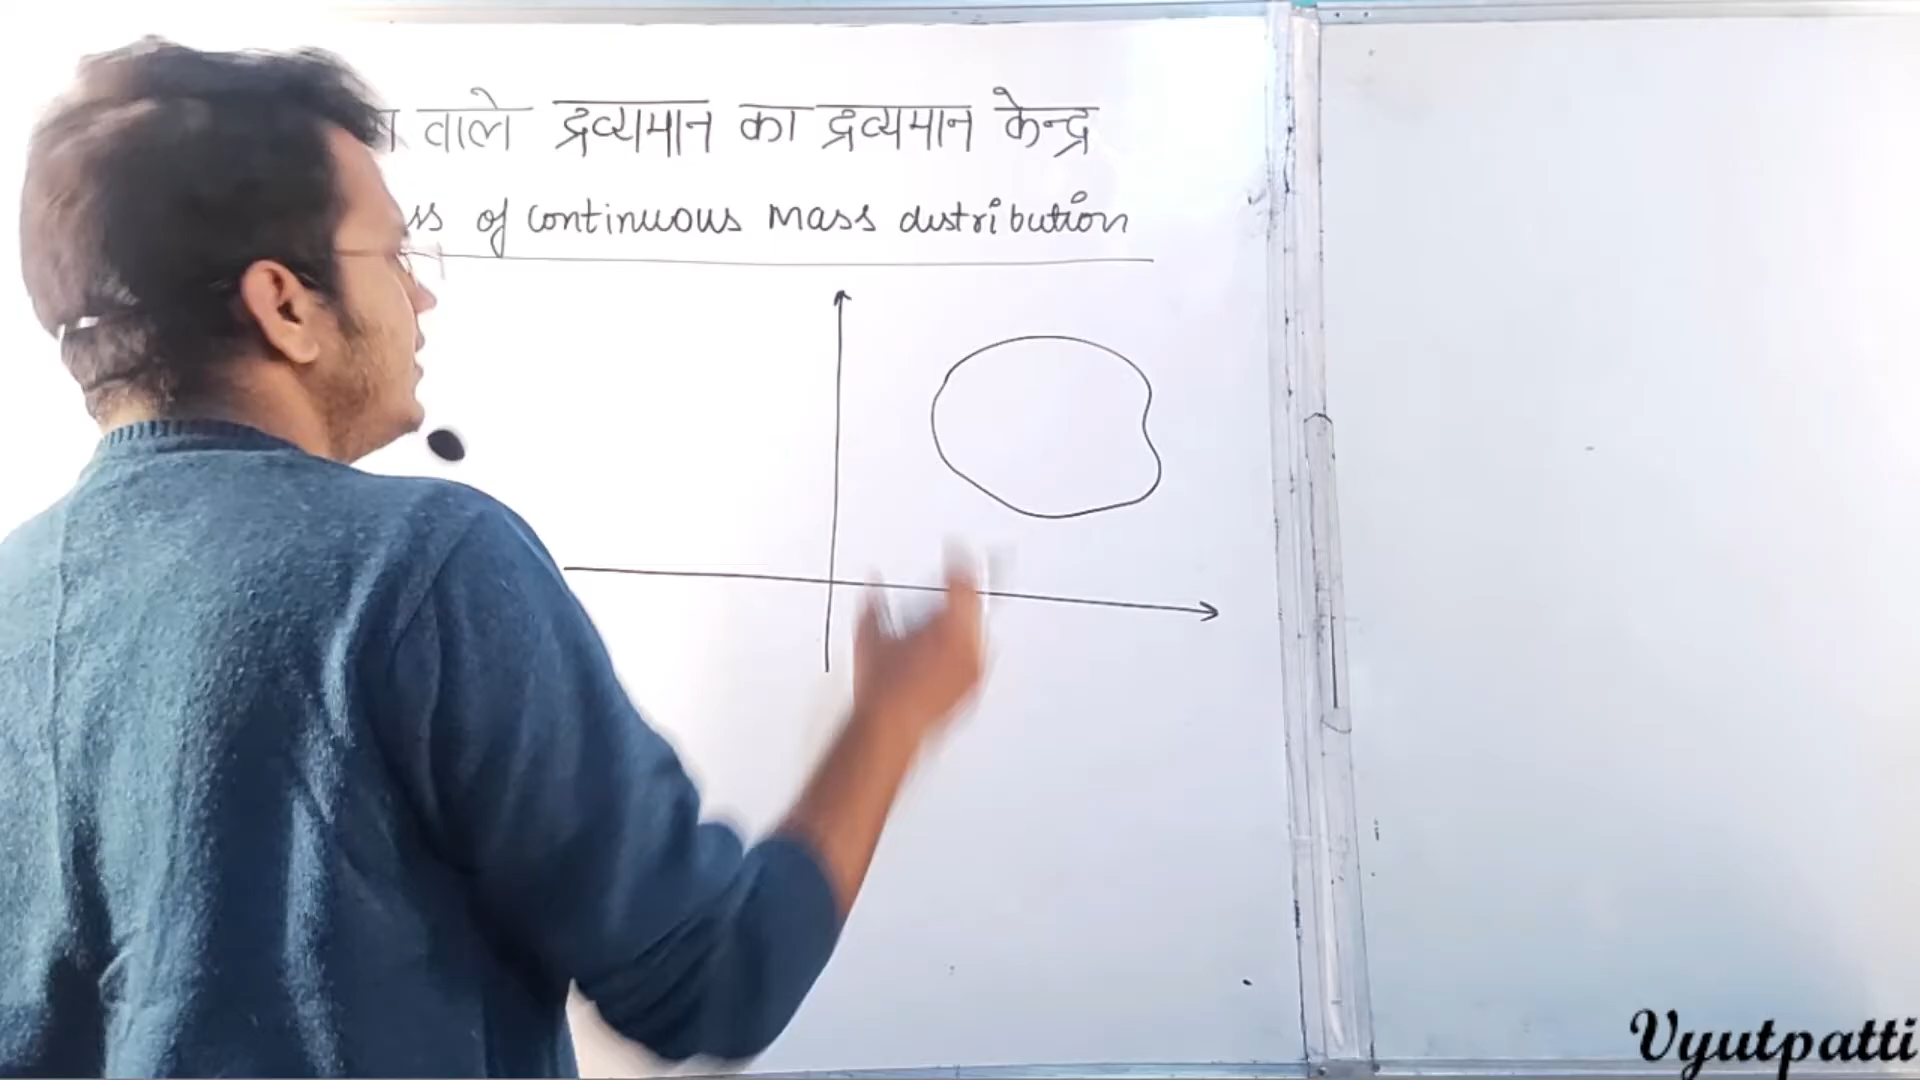 वाले द्रव्यमान का द्रव्यमान केन्द्र
of continuous mass distribution
Vyutpatti